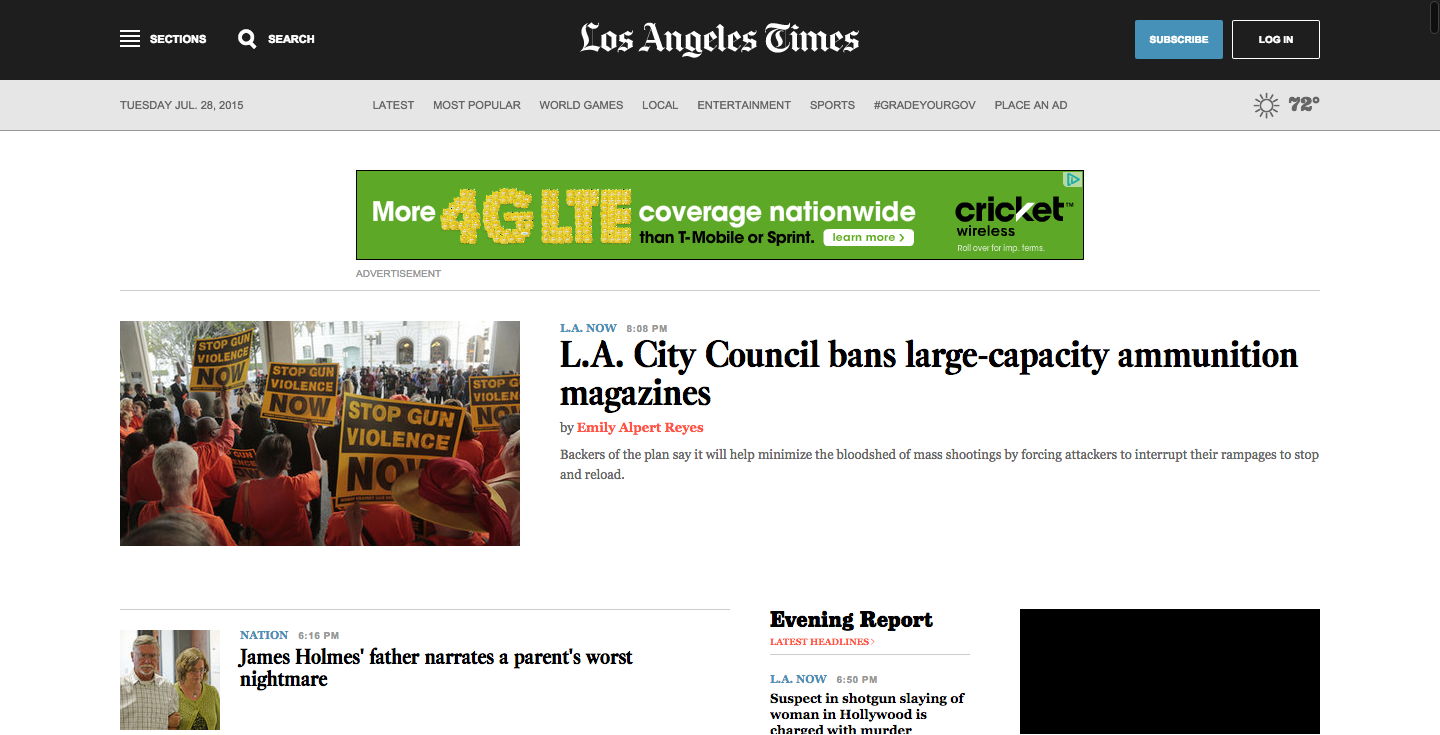 SECTIONS
SEARCH
Los Angeles Times
SUBSCRIBE
LOG IN
TUESDAY JUL. 28, 2015
LATEST
MOST POPULAR
WORLD GAMES
LOCAL
ENTERTAINMENT
SPORTS
#GRADEYOURGOV
PLACE AN AD
72°
More 4G LTE coverage nationwide
than T-Mobile or Sprint.
learn more >
cricket™
wireless
Roll over for imp. terms.
ADVERTISEMENT
STOP GUN
VIOLENCE
NOW
STOP GUN
VIOLENCE
NOW
STOP G
VIOLEN
NOW
STOP GUN
VIOLENCE
NOW
L.A. NOW 8:08 PM
L.A. City Council bans large-capacity ammunition
magazines
by Emily Alpert Reyes
Backers of the plan say it will help minimize the bloodshed of mass shootings by forcing attackers to interrupt their rampages to stop
and reload.
NATION 6:16 PM
James Holmes' father narrates a parent's worst
nightmare
Evening Report
LATEST HEADLINES >
L.A. NOW 6:50 PM
Suspect in shotgun slaying of
woman in Hollywood is
charged with murder